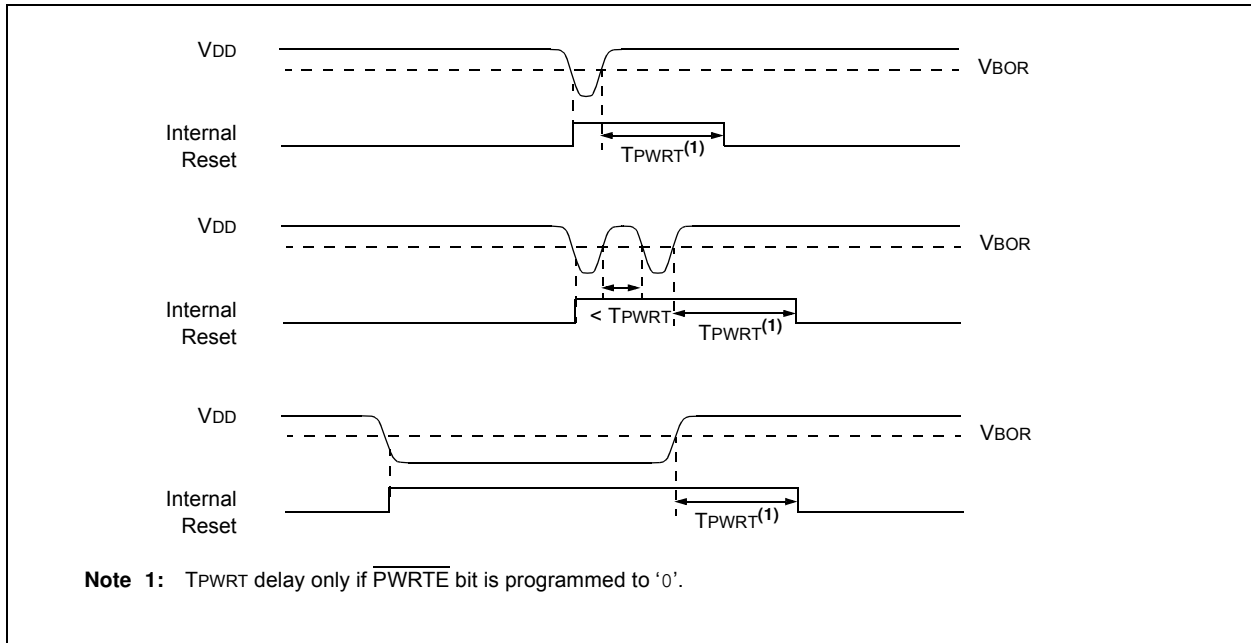 VDD
VBOR
Internal
Reset
TPWRT(1)
VDD
VBOR
Internal
Reset
< TPWRT
TPWRT(1)
VDD
VBOR
Internal
Reset
TPWRT(1)
Note 1: TPWRT delay only if PWRTE bit is programmed to ‘0’.